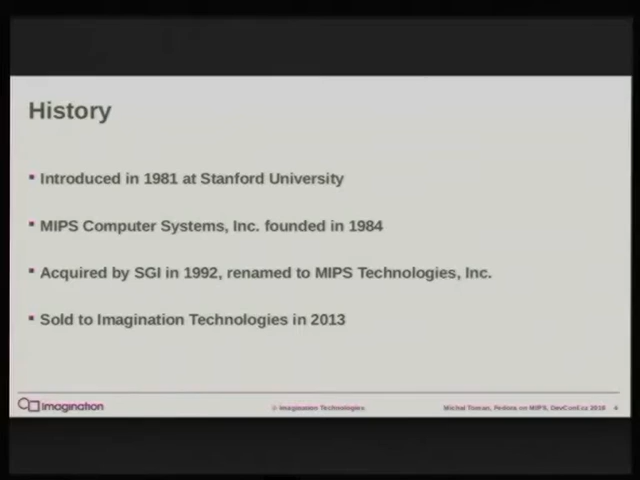 History
Introduced in 1981 at Stanford University
MIPS Computer Systems, Inc. founded in 1984
Acquired by SGI in 1992, renamed to MIPS Technologies, Inc.
Sold to Imagination Technologies in 2013
imagination
© Imagination Technologies
Michal Toman, Fedora on MIPS, DevConf.cz 2016 4